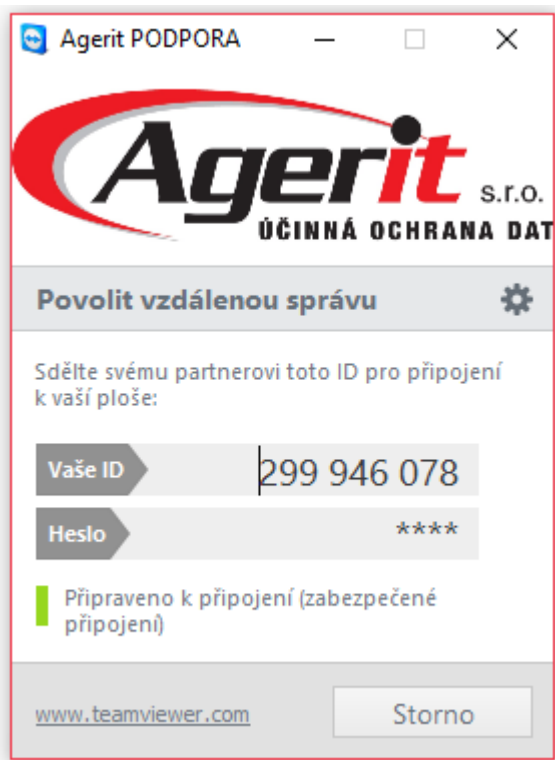 Agerit PODPORA
Agerit s.r.o.
ÚČINNÁ OCHRANA DAT
Povolit vzdálenou správu
Sdělte svému partnerovi toto ID pro připojení
k vaší ploše:
Vaše ID 299 946 078
Heslo ****
Připraveno k připojení (zabezpečené
připojení)
www.teamviewer.com Storno